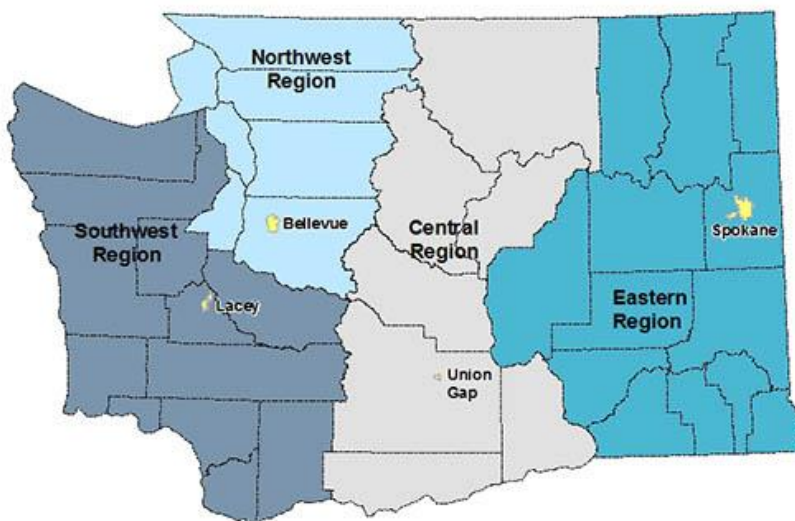 Northwest
Region
Bellevue
Southwest
Region
Lacey
Central
Region
Union
Gap
Spokane
Eastern
Region